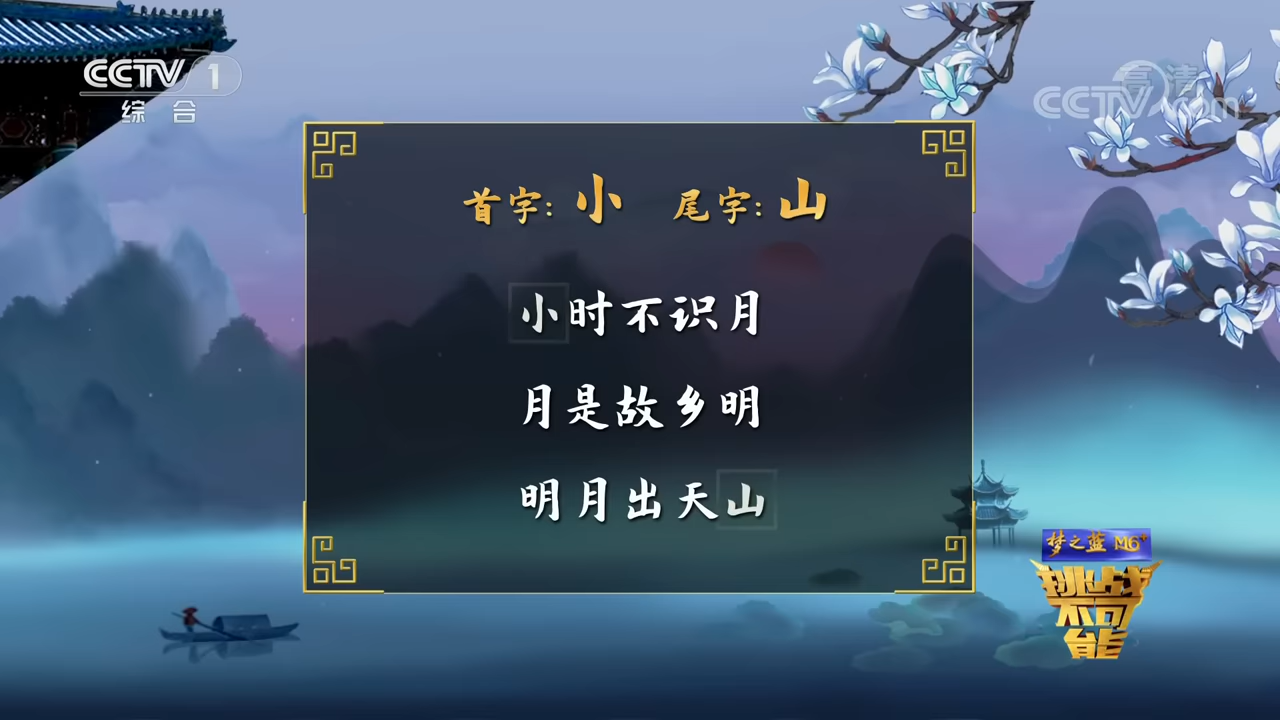 CCTV 1
综合
高清
CCTV.com
首字:小 尾字:山
小时不识月
月是故乡明
明月出天山
梦之蓝 M6+
挑战
不可
能